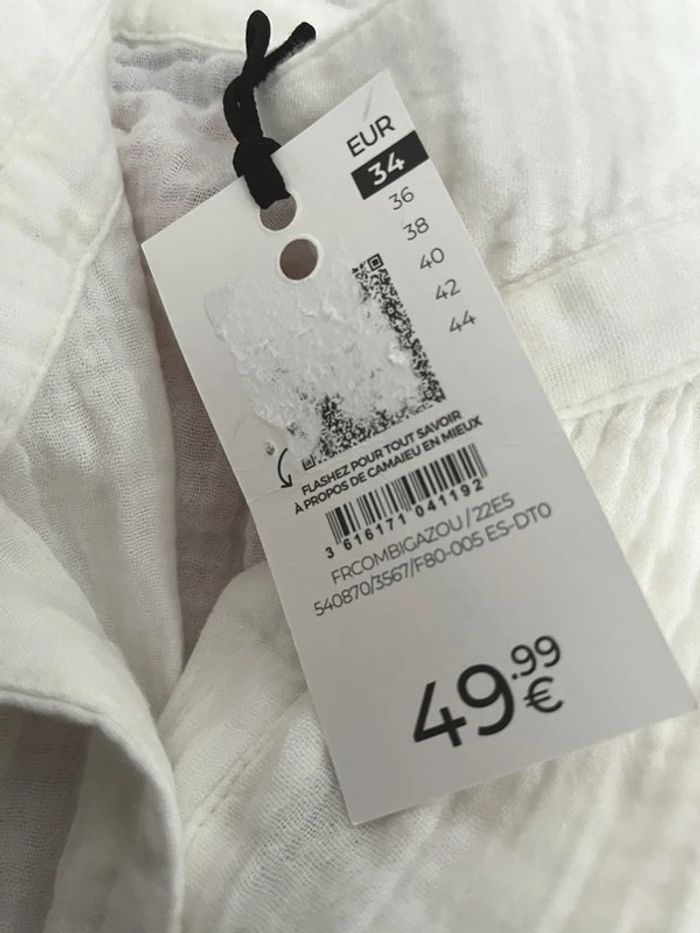 EUR
34
36
38
40
42
44
FLASHEZ POUR TOUT SAVOIR
À PROPOS DE CAMAIEU EN MIEUX
3 616171 041192
FRCOMBIGAZOU/22ES
540870/3567/F80-005 ES-DT0
49.99
€